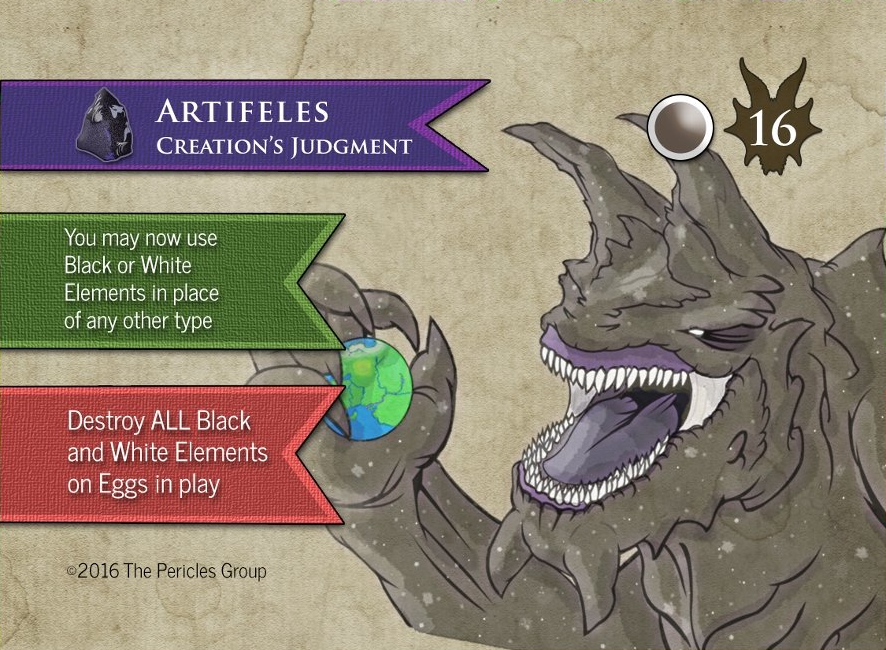 Artifeles
Creation's Judgment
16
You may now use
Black or White
Elements in place
of any other type
Destroy ALL Black
and White Elements
on Eggs in play
©2016 The Pericles Group